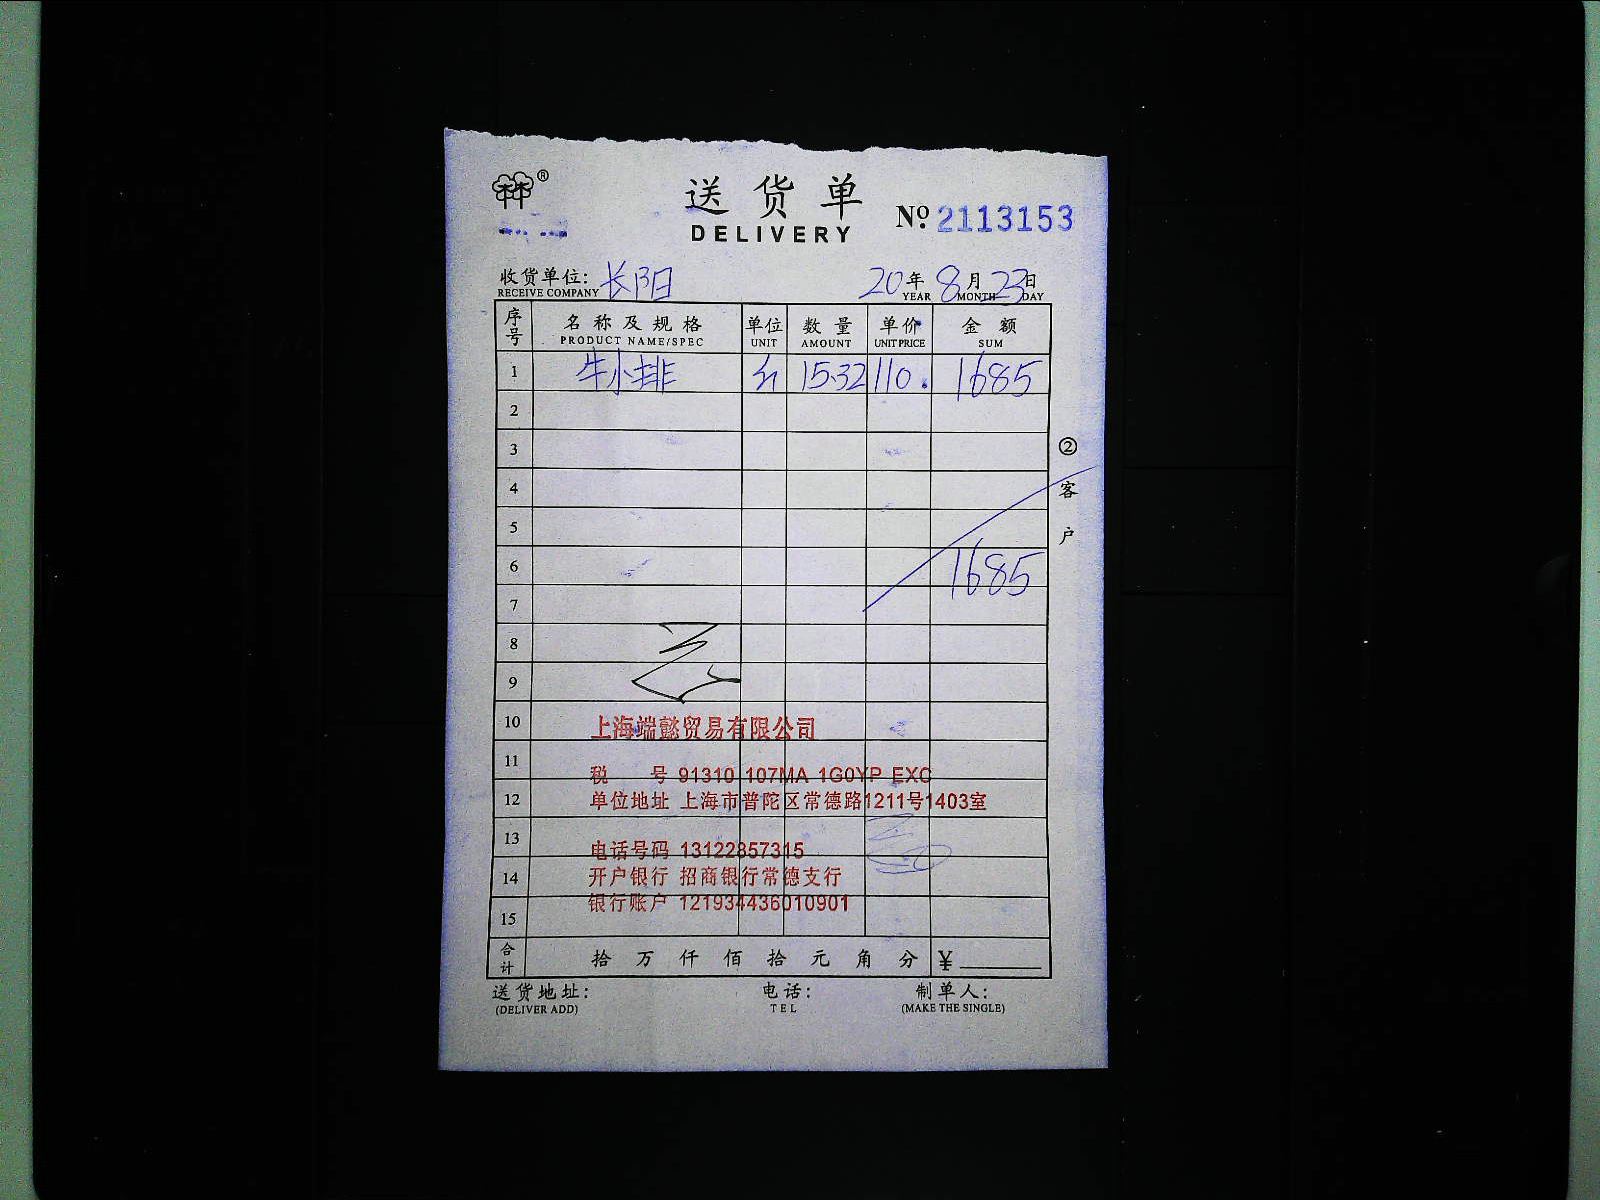 ®
送货单
DELIVERY
№ 2113153
收货单位: 长阳 20年8月23日
RECEIVE COMPANY YEAR MONTH DAY
序号 名称及规格 单位 数量 单价 金额
PRODUCT NAME/SPEC UNIT AMOUNT UNIT PRICE SUM
1 牛小排 15.32 110. 1685
2
3
4
5
6 1685
7
8
9
10 上海端懿贸易有限公司
11 税 号 91310 107MA 1G0YP EXC
12 单位地址 上海市普陀区常德路1211号1403室
13 电话号码 13122857315
14 开户银行 招商银行常德支行
15 银行账户 121934436010901
合计 拾 万 仟 佰 拾 元 角 分 ¥
② 客户
送货地址: 电话: 制单人:
(DELIVER ADD) TEL (MAKE THE SINGLE)